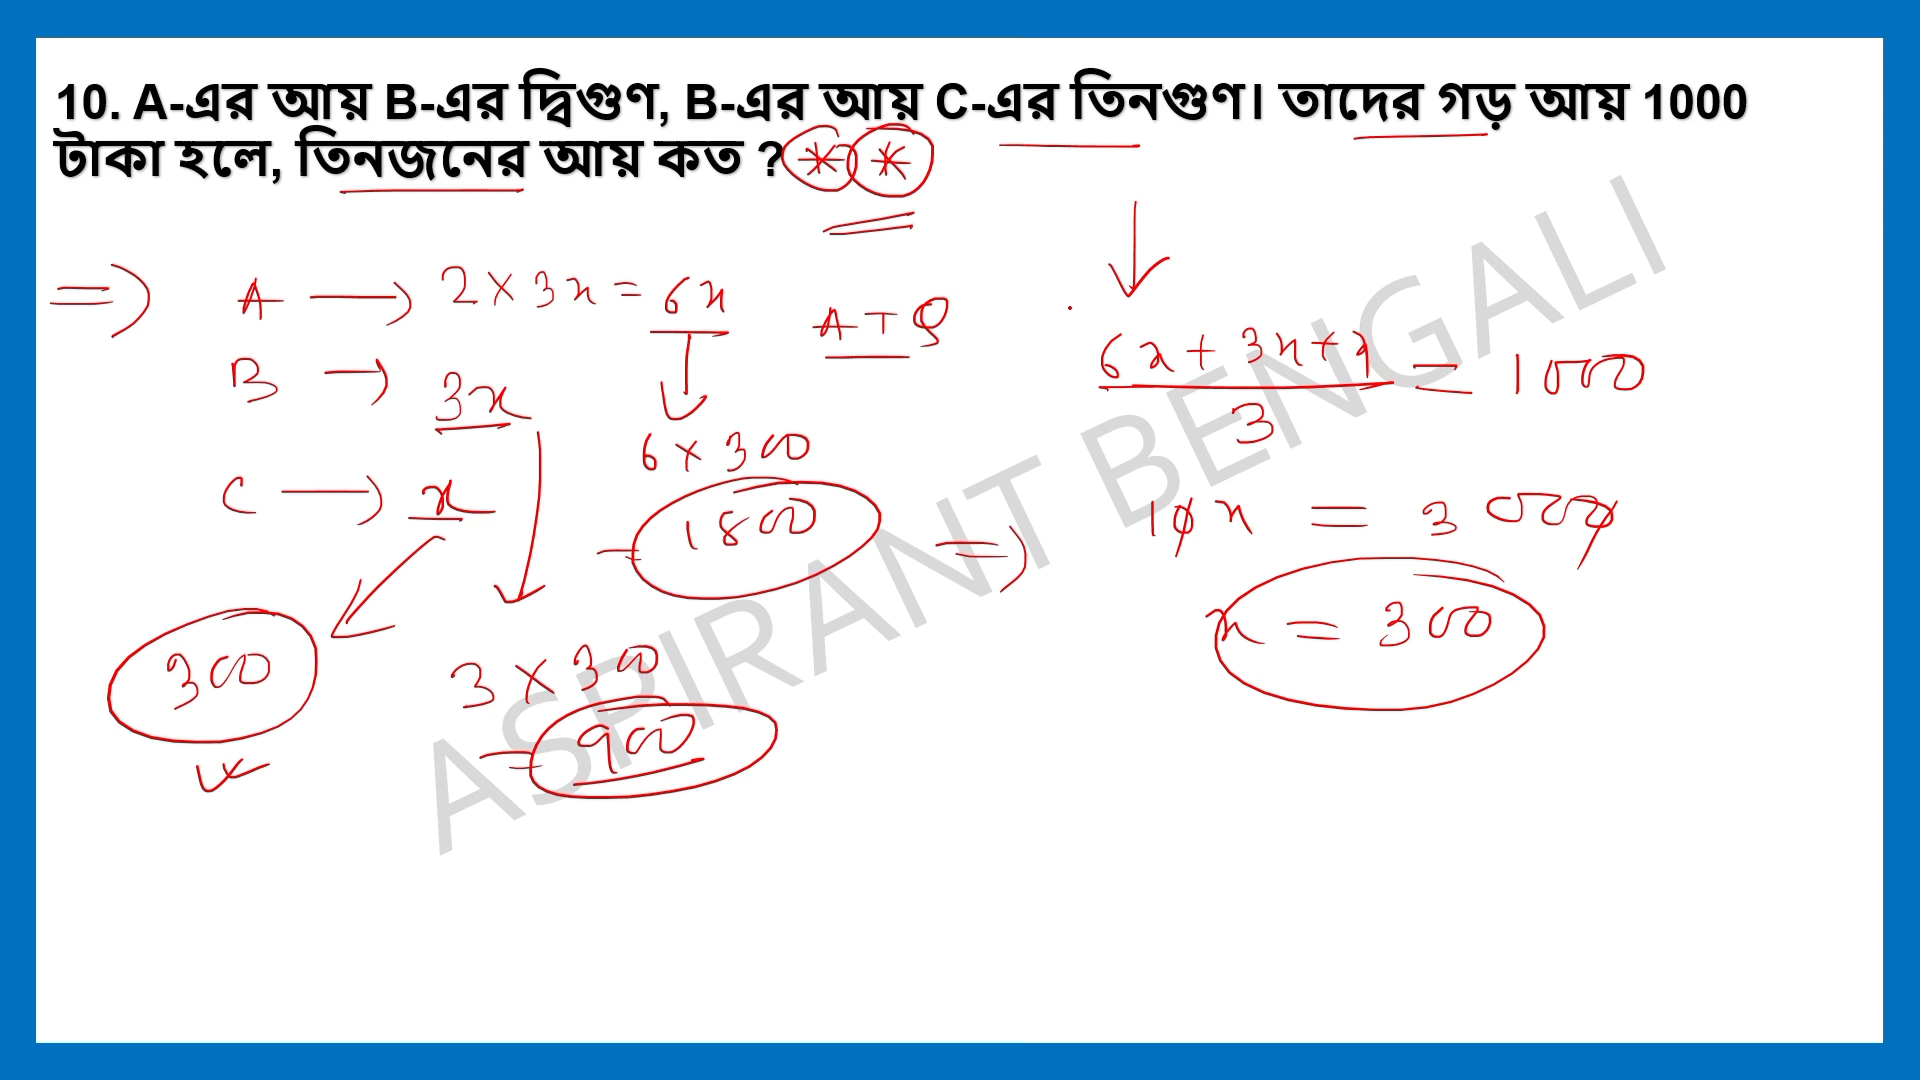 10. A-এর আয় B-এর দ্বিগুণ, B-এর আয় C-এর তিনগুণ। তাদের গড় আয় 1000
টাকা হলে, তিনজনের আয় কত ? * *
=> A → 2 × 3x = 6x
B → 3x
C → x
6 × 300
= 1800
300
3 × 300
= 900
6x + 3x + x
3
= 1000
=> 10x = 3000
x = 300
ASPIRANT BENGALI